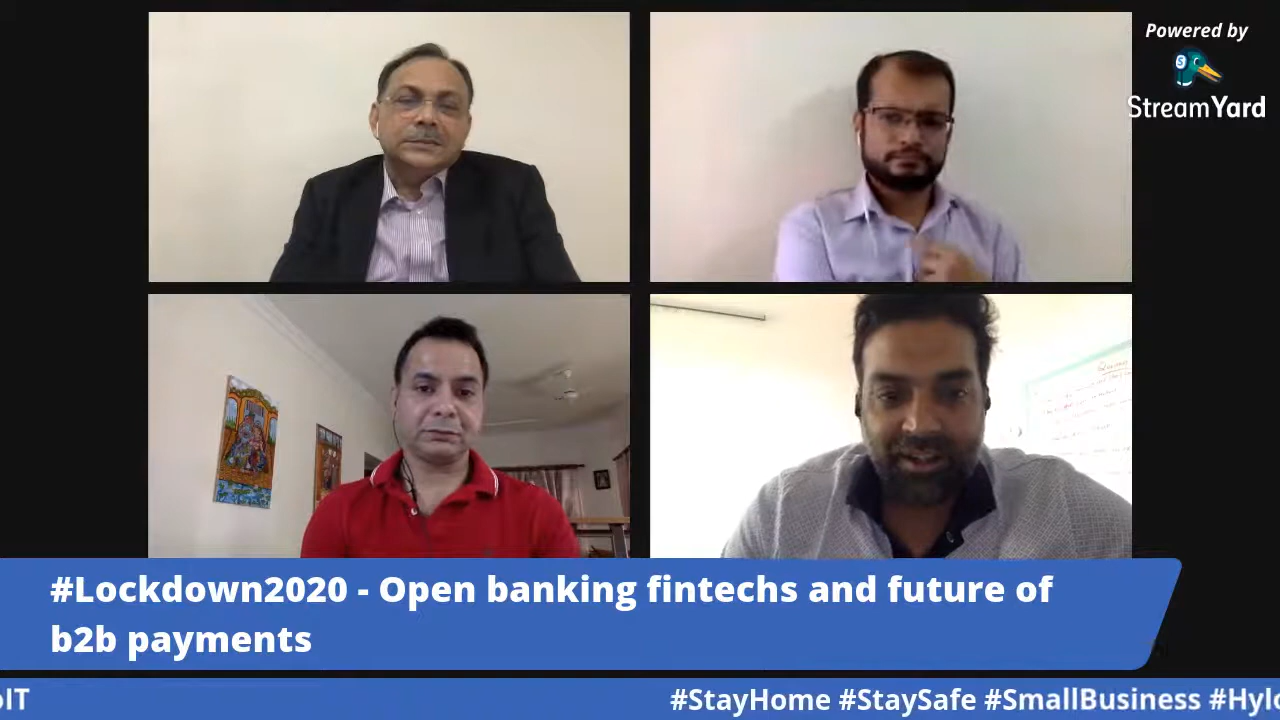 Powered by
StreamYard
#Lockdown2020 - Open banking fintechs and future of
b2b payments
#StayHome #StaySafe #SmallBusiness